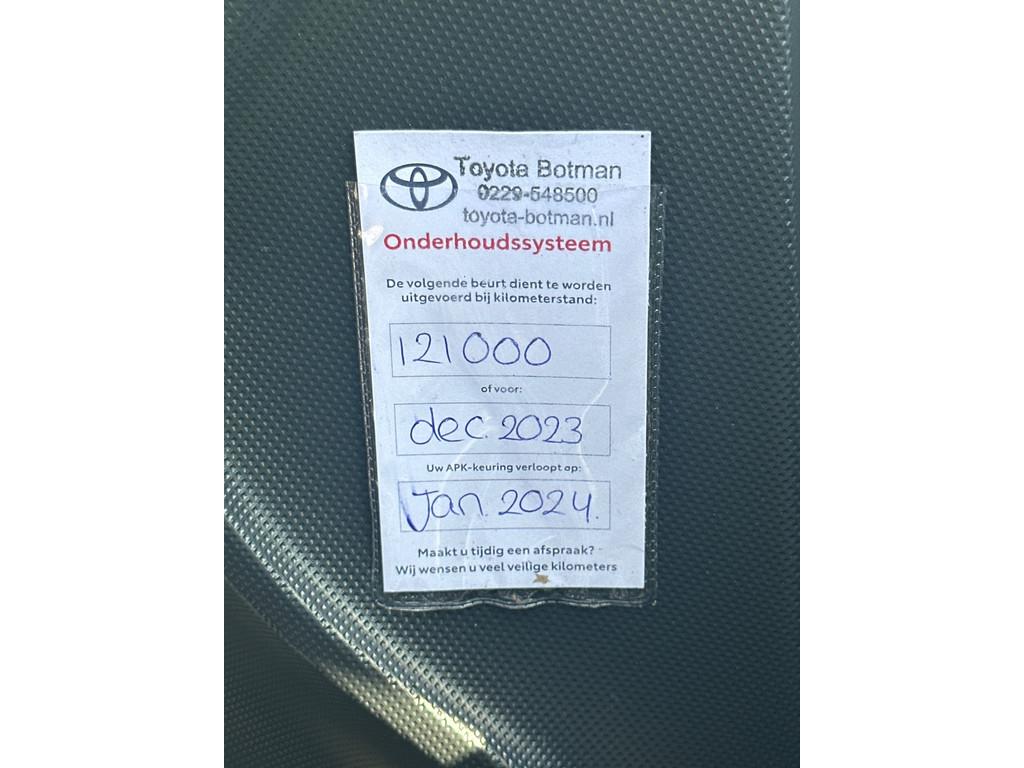 Toyota Botman
0229-548500
toyota-botman.nl
Onderhoudssysteem
De volgende beurt dient te worden
uitgevoerd bij kilometerstand:
121000
of voor:
dec. 2023
Uw APK-keuring verloopt op:
Jan. 2024.
Maakt u tijdig een afspraak?
Wij wensen u veel veilige kilometers